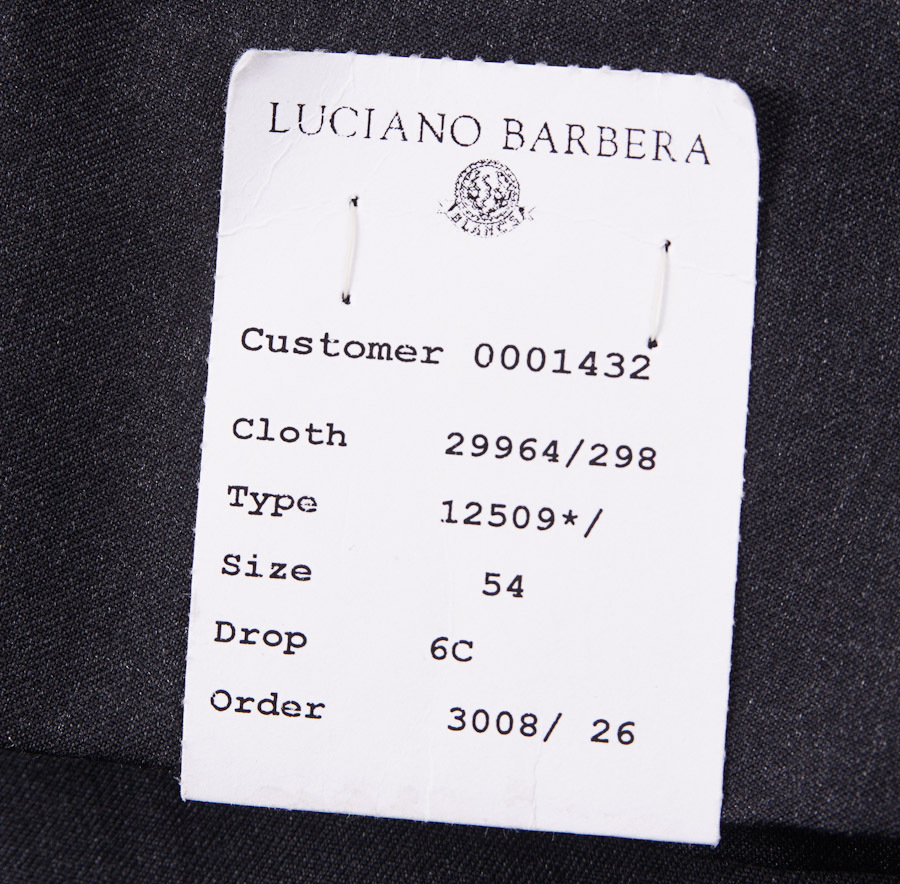 LUCIANO BARBERA
Customer 0001432
Cloth 29964/298
Type 12509*/
Size 54
Drop 6C
Order 3008/ 26